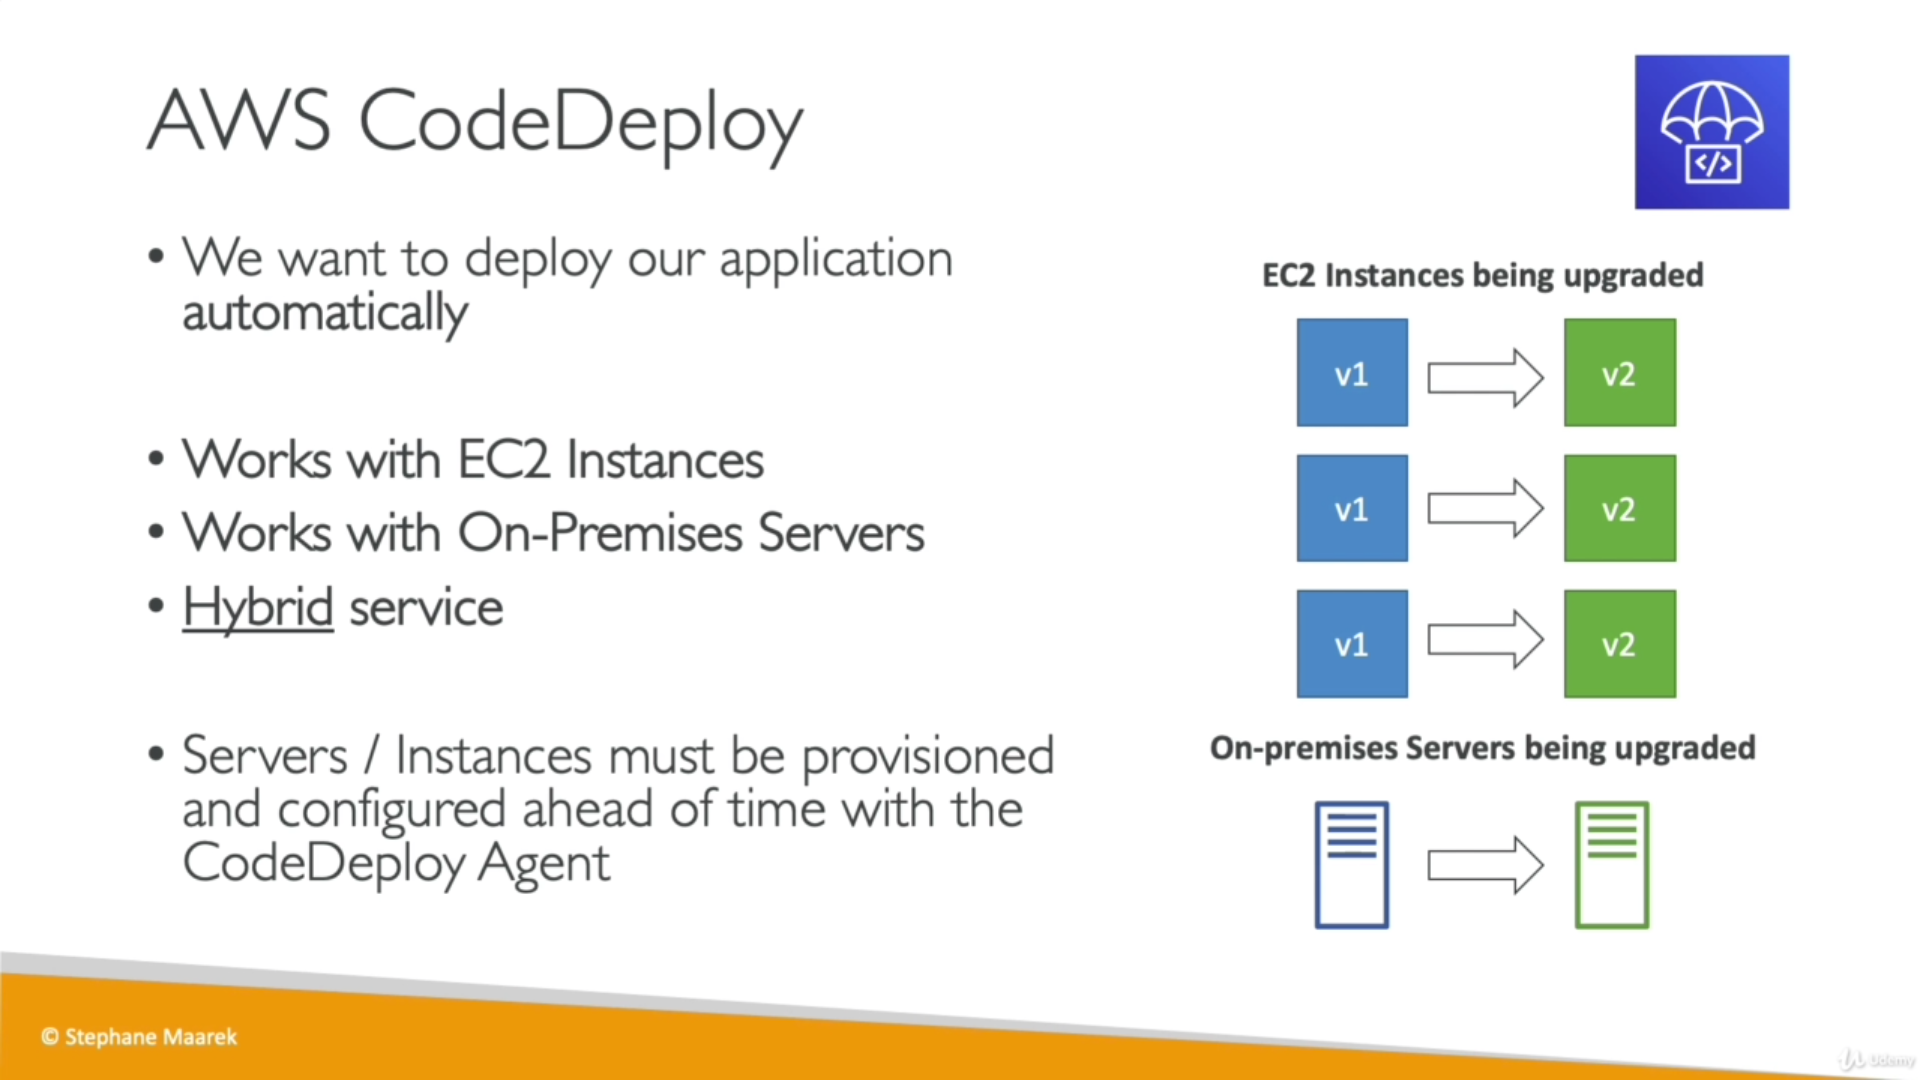 AWS CodeDeploy
</>
• We want to deploy our application
automatically
• Works with EC2 Instances
• Works with On-Premises Servers
• Hybrid service
• Servers / Instances must be provisioned
and configured ahead of time with the
CodeDeploy Agent
EC2 Instances being upgraded
v1
v2
v1
v2
v1
v2
On-premises Servers being upgraded
© Stephane Maarek
Udemy